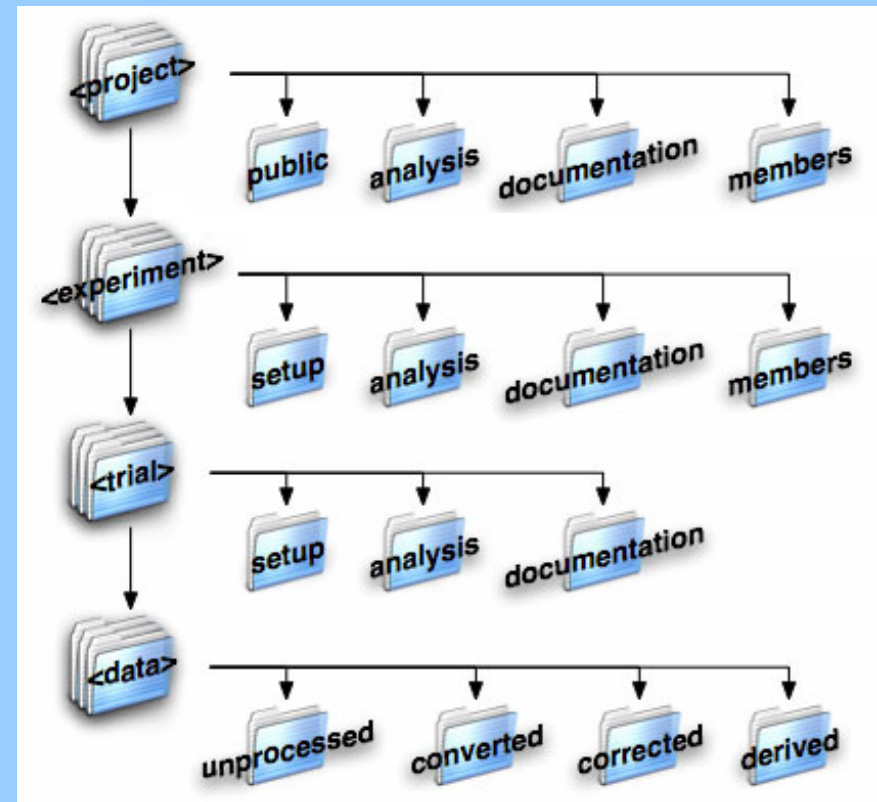 <project>
public analysis documentation members
<experiment>
setup analysis documentation members
<trial>
setup analysis documentation
<data>
unprocessed converted corrected derived